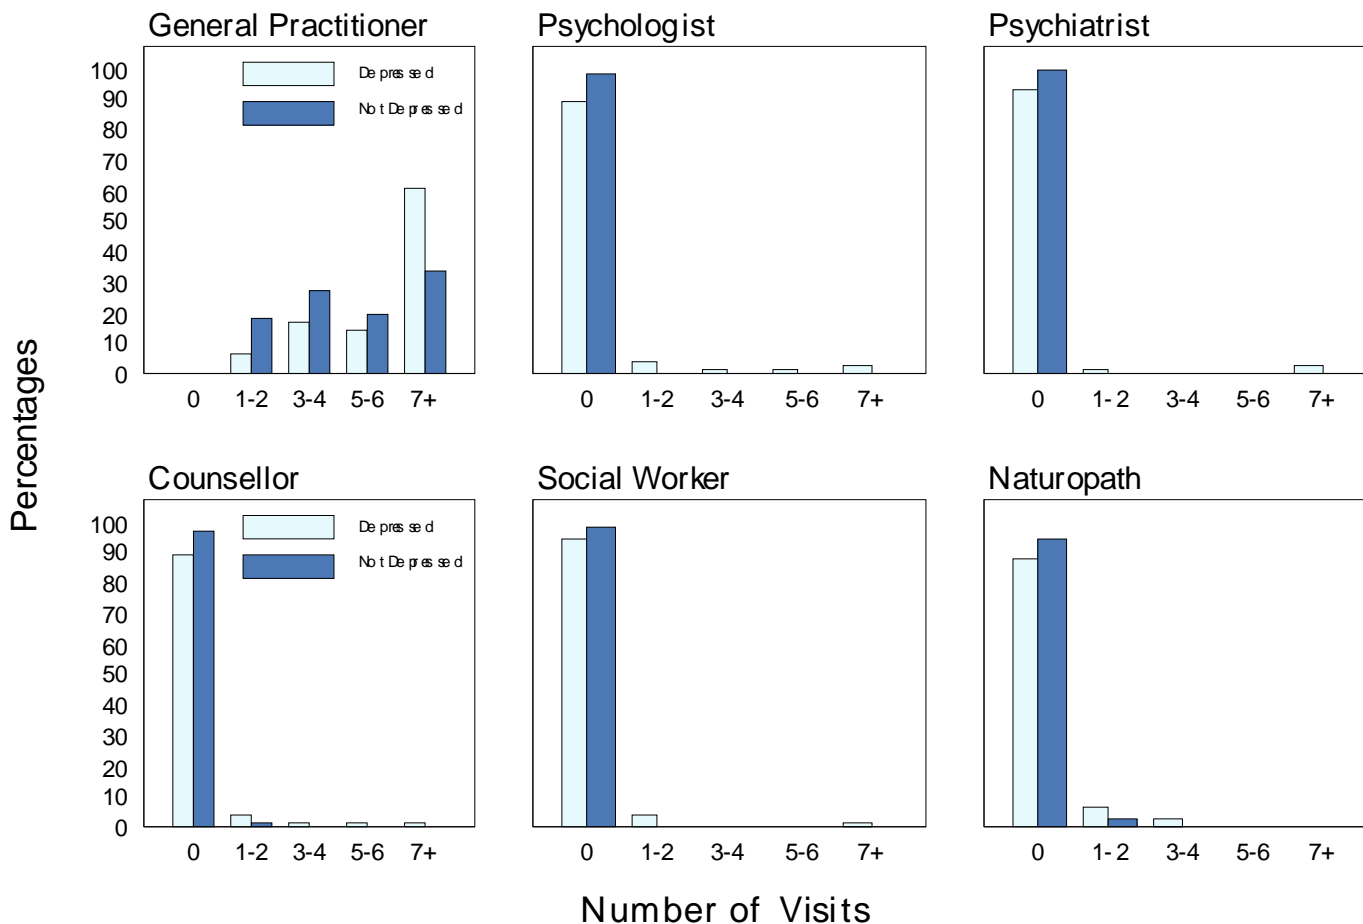 General Practitioner
Psychologist
Psychiatrist
Depressed
Not Depressed
100
90
80
70
60
50
40
30
20
10
0
0 1-2 3-4 5-6 7+
0 1-2 3-4 5-6 7+
0 1-2 3-4 5-6 7+
Percentages
Counsellor
Social Worker
Naturopath
Depressed
Not Depressed
100
90
80
70
60
50
40
30
20
10
0
0 1-2 3-4 5-6 7+
0 1-2 3-4 5-6 7+
0 1-2 3-4 5-6 7+
Number of Visits